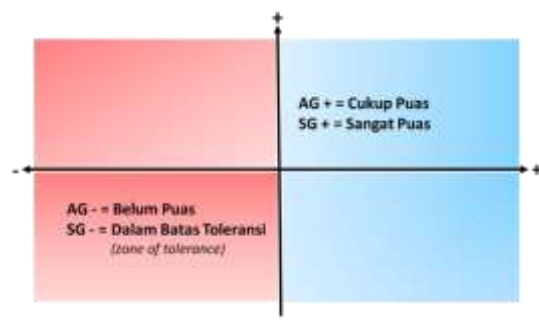 +
AG + = Cukup Puas
SG + = Sangat Puas
- +
AG - = Belum Puas
SG - = Dalam Batas Toleransi
(zone of tolerance)